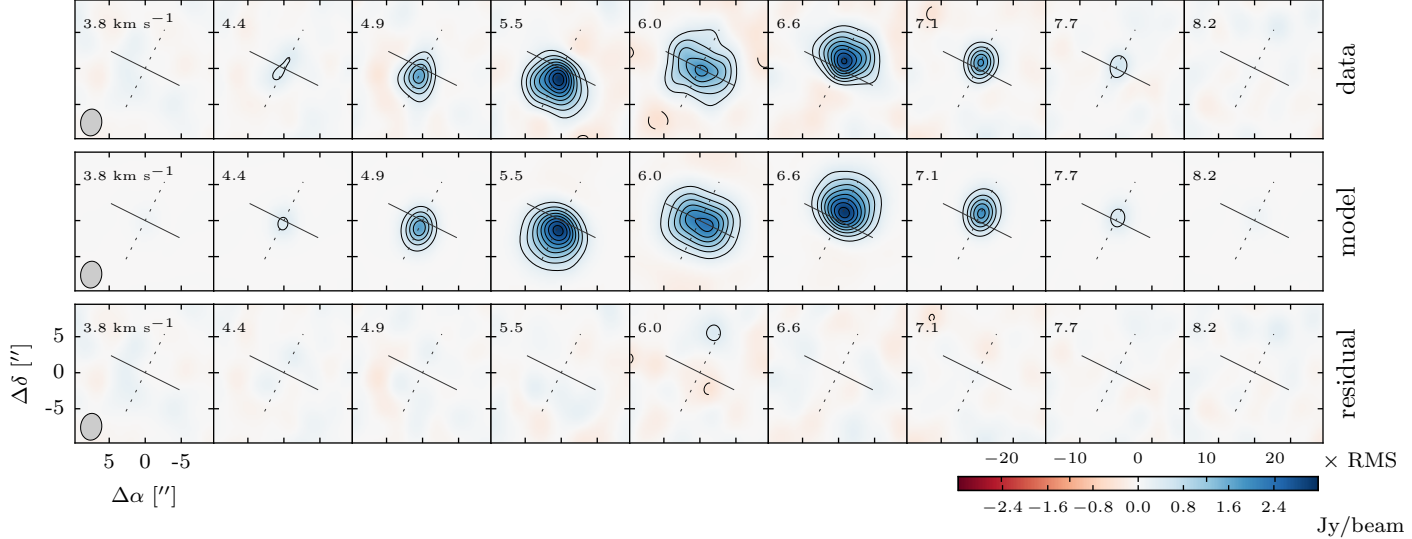 3.8 km s⁻¹ 4.4 4.9 5.5 6.0 6.6 7.1 7.7 8.2
data
3.8 km s⁻¹ 4.4 4.9 5.5 6.0 6.6 7.1 7.7 8.2
model
3.8 km s⁻¹ 4.4 4.9 5.5 6.0 6.6 7.1 7.7 8.2
residual
5
0
-5
Δδ [′′]
5 0 -5
Δα [′′]
−20 −10 0 10 20 × RMS
−2.4 −1.6 −0.8 0.0 0.8 1.6 2.4
Jy/beam